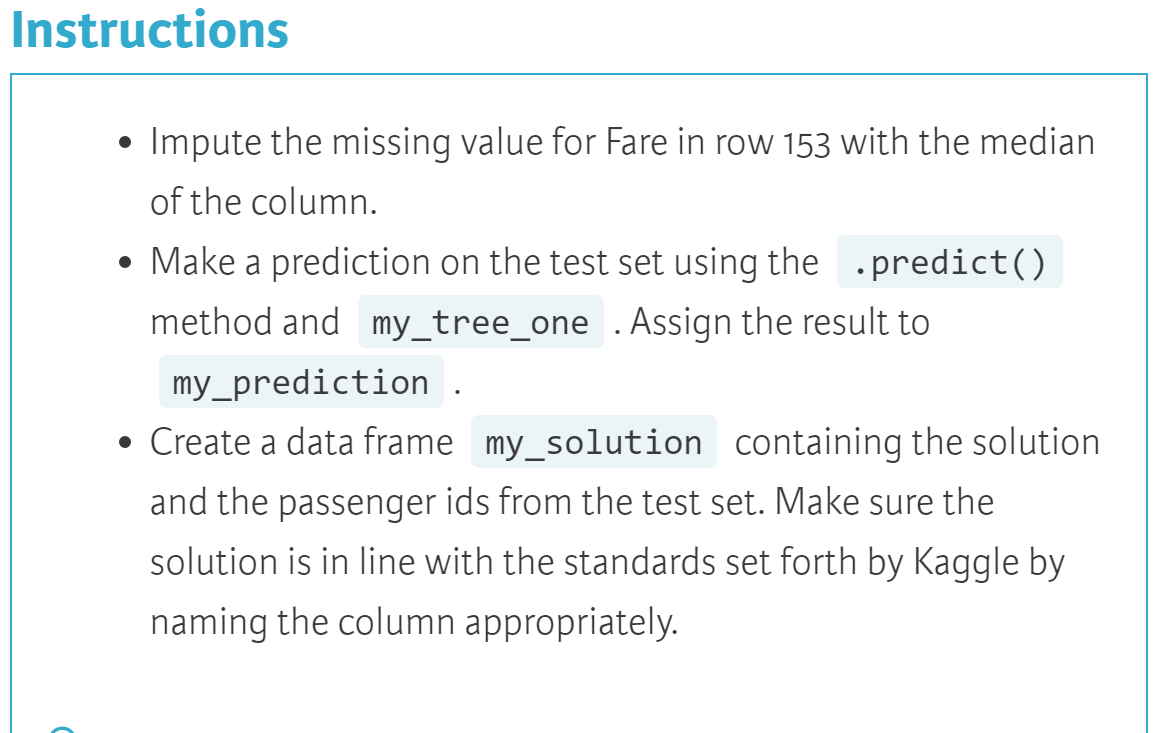 Instructions
• Impute the missing value for Fare in row 153 with the median
of the column.
• Make a prediction on the test set using the .predict()
method and my_tree_one . Assign the result to
my_prediction .
• Create a data frame my_solution containing the solution
and the passenger ids from the test set. Make sure the
solution is in line with the standards set forth by Kaggle by
naming the column appropriately.